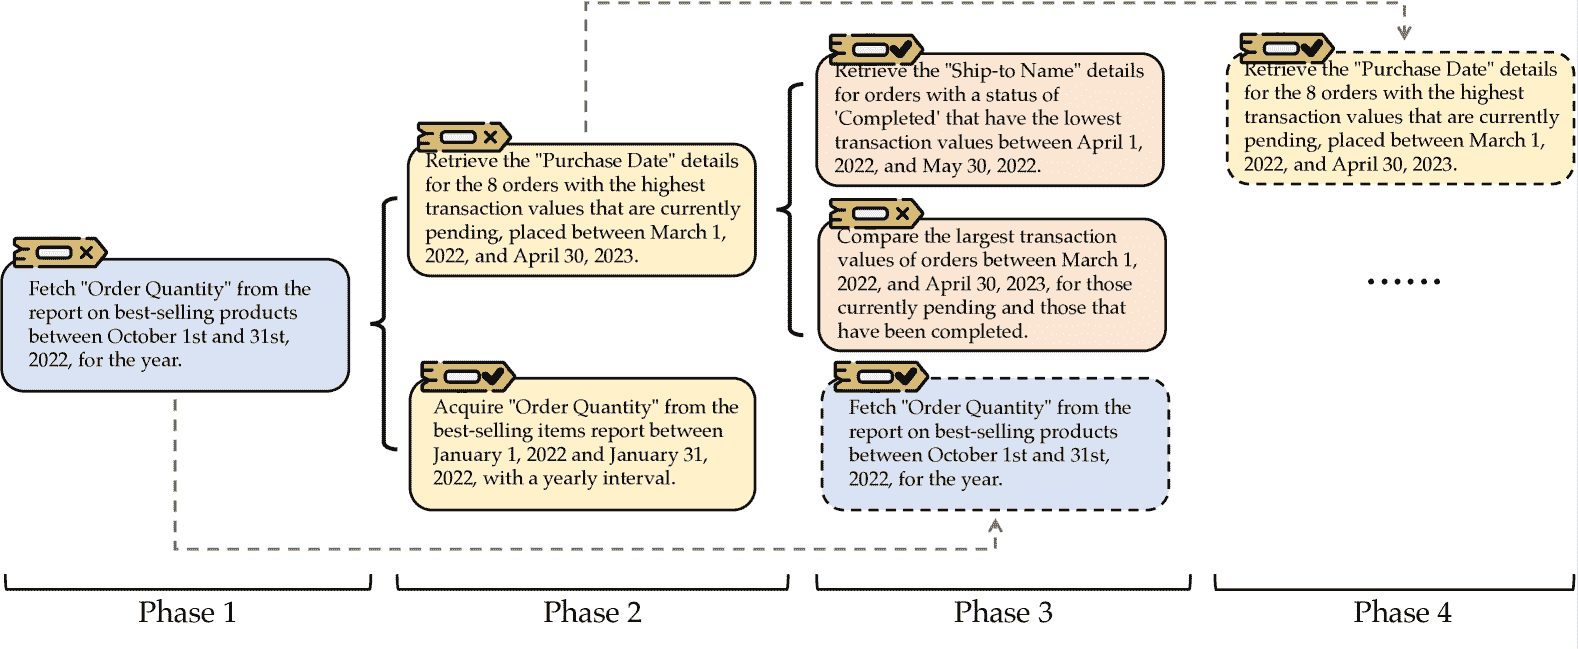 Fetch "Order Quantity" from the
report on best-selling products
between October 1st and 31st,
2022, for the year.
Retrieve the "Purchase Date" details
for the 8 orders with the highest
transaction values that are currently
pending, placed between March 1,
2022, and April 30, 2023.
Acquire "Order Quantity" from the
best-selling items report between
January 1, 2022 and January 31,
2022, with a yearly interval.
Retrieve the "Ship-to Name" details
for orders with a status of
'Completed' that have the lowest
transaction values between April 1,
2022, and May 30, 2022.
Compare the largest transaction
values of orders between March 1,
2022, and April 30, 2023, for those
currently pending and those that
have been completed.
Fetch "Order Quantity" from the
report on best-selling products
between October 1st and 31st,
2022, for the year.
Retrieve the "Purchase Date" details
for the 8 orders with the highest
transaction values that are currently
pending, placed between March 1,
2022, and April 30, 2023.
......
Phase 1
Phase 2
Phase 3
Phase 4